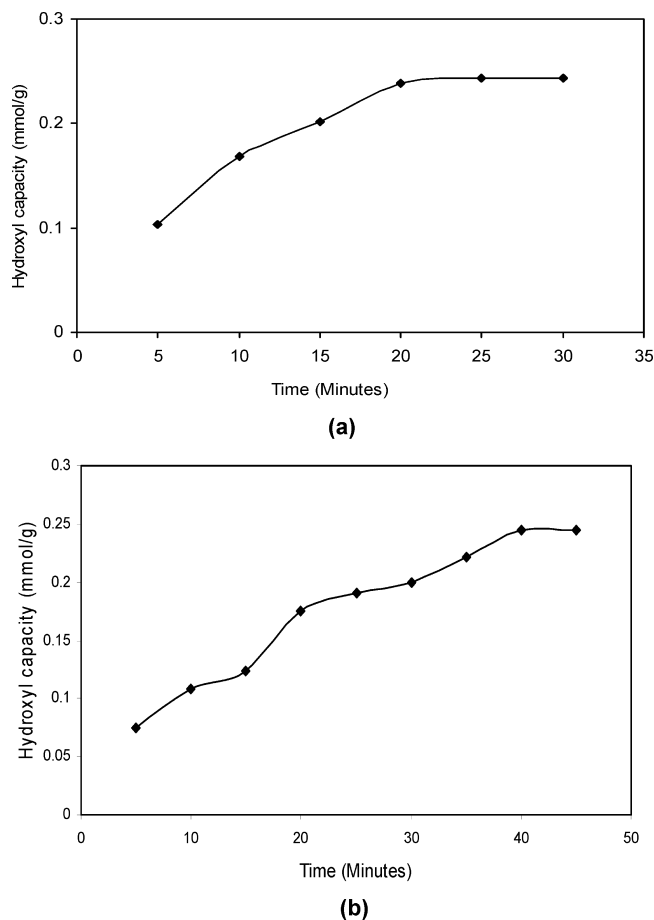 0.3
0.2
0.1
0
Hydroxyl capacity (mmol/g)
0 5 10 15 20 25 30 35
Time (Minutes)
(a)
0.3
0.25
0.2
0.15
0.1
0.05
0
Hydroxyl capacity (mmol/g)
0 10 20 30 40 50
Time (Minutes)
(b)